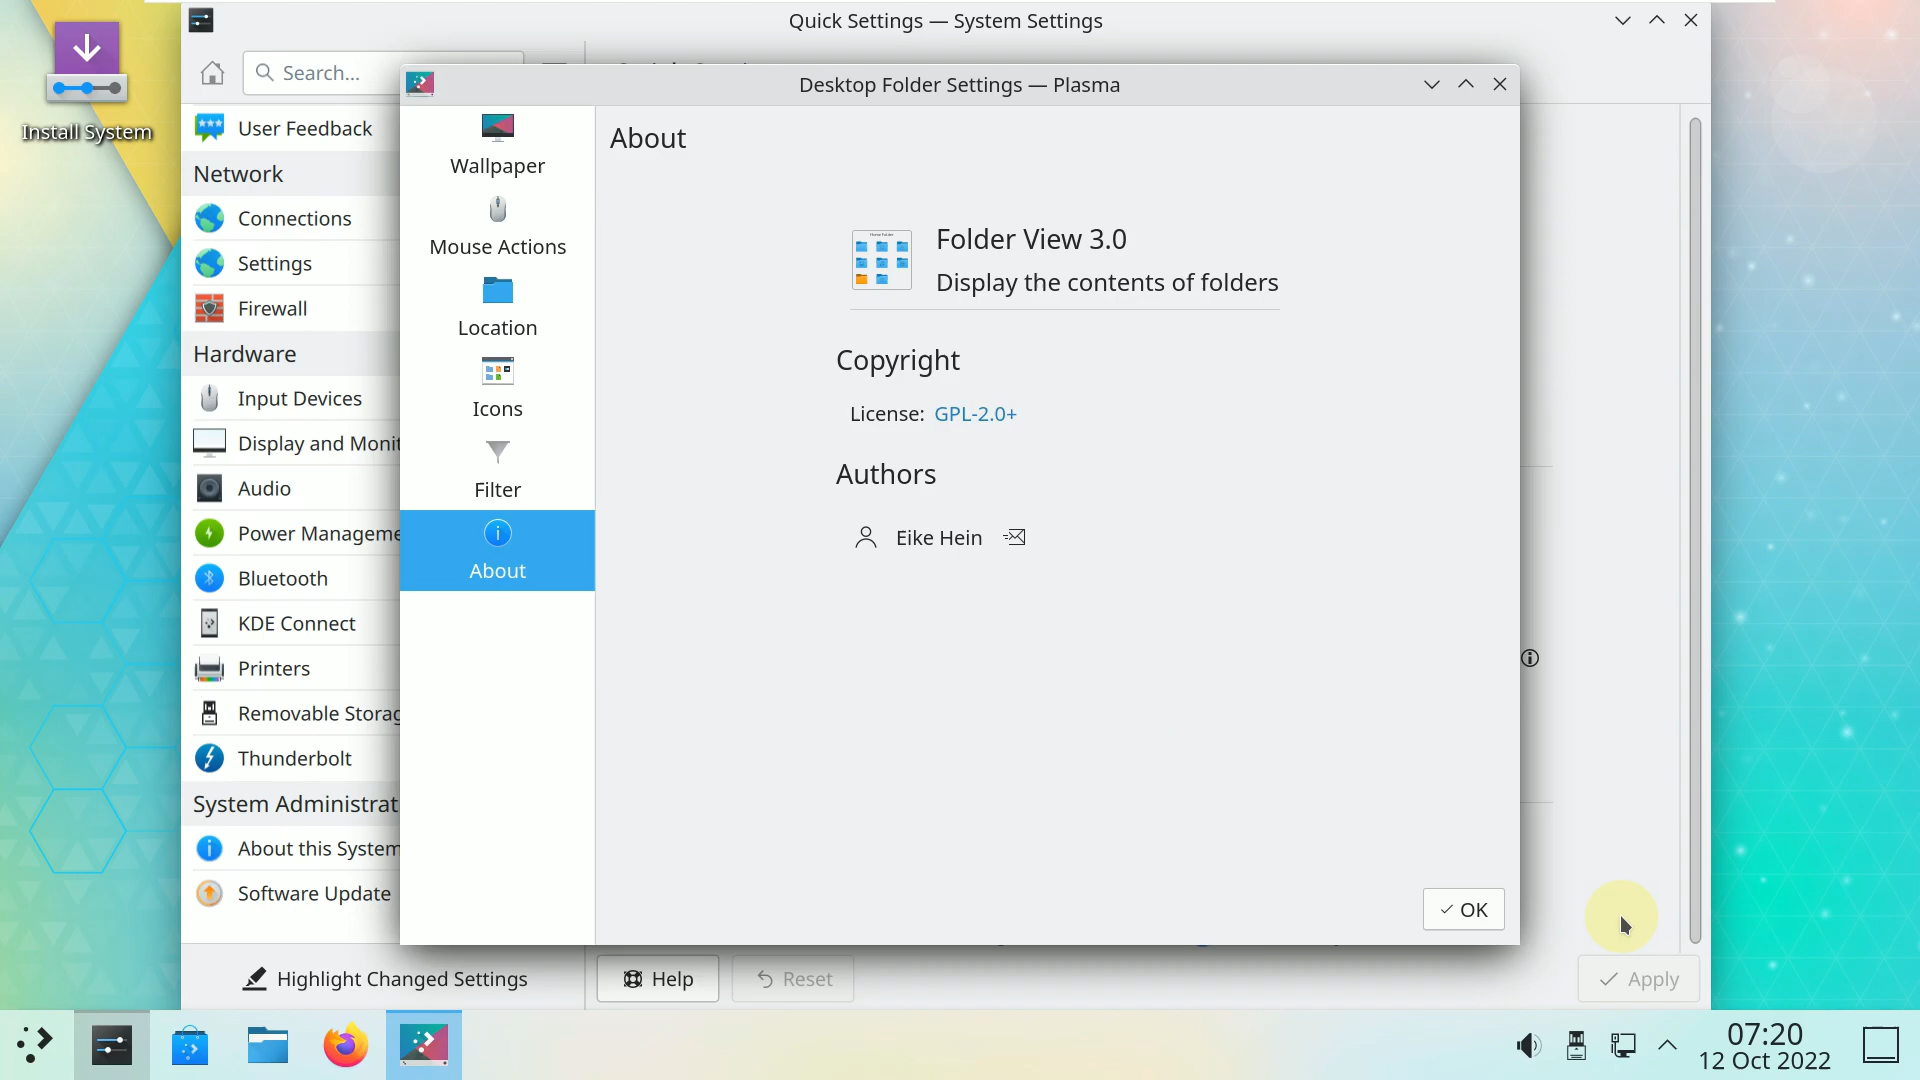 Install System
Quick Settings — System Settings
Search...
User Feedback
Network
Connections
Settings
Firewall
Hardware
Input Devices
Display and Monit
Audio
Power Manageme
Bluetooth
KDE Connect
Printers
Removable Storag
Thunderbolt
System Administrat
About this System
Software Update
Highlight Changed Settings
Desktop Folder Settings — Plasma
Wallpaper
Mouse Actions
Location
Icons
Filter
About
About
Folder View 3.0
Display the contents of folders
Copyright
License: GPL-2.0+
Authors
Eike Hein
OK
Help
Reset
Apply
07:20
12 Oct 2022